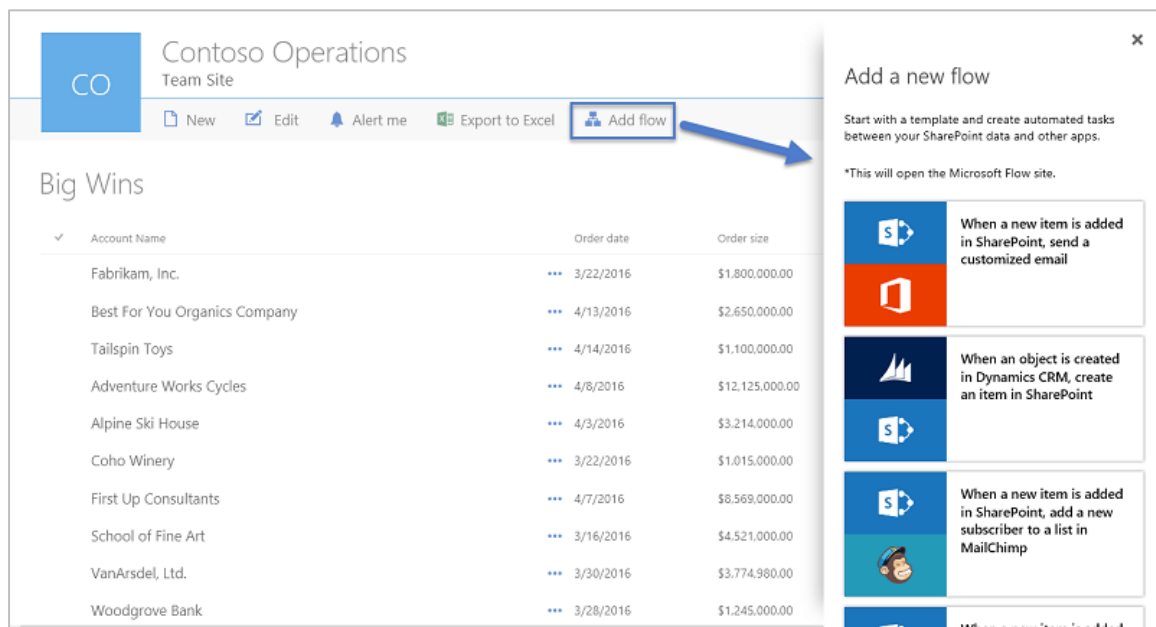 CO
Contoso Operations
Team Site
New Edit Alert me Export to Excel Add flow
Big Wins
Account Name Order date Order size
Fabrikam, Inc. 3/22/2016 $1,800,000.00
Best For You Organics Company 4/13/2016 $2,650,000.00
Tailspin Toys 4/14/2016 $1,100,000.00
Adventure Works Cycles 4/8/2016 $12,125,000.00
Alpine Ski House 4/3/2016 $3,214,000.00
Coho Winery 3/22/2016 $1,015,000.00
First Up Consultants 4/7/2016 $8,569,000.00
School of Fine Art 3/16/2016 $4,521,000.00
VanArsdel, Ltd. 3/30/2016 $3,774,980.00
Woodgrove Bank 3/28/2016 $1,245,000.00
Add a new flow
Start with a template and create automated tasks
between your SharePoint data and other apps.
*This will open the Microsoft Flow site.
When a new item is added
in SharePoint, send a
customized email
When an object is created
in Dynamics CRM, create
an item in SharePoint
When a new item is added
in SharePoint, add a new
subscriber to a list in
MailChimp
When a new item is added